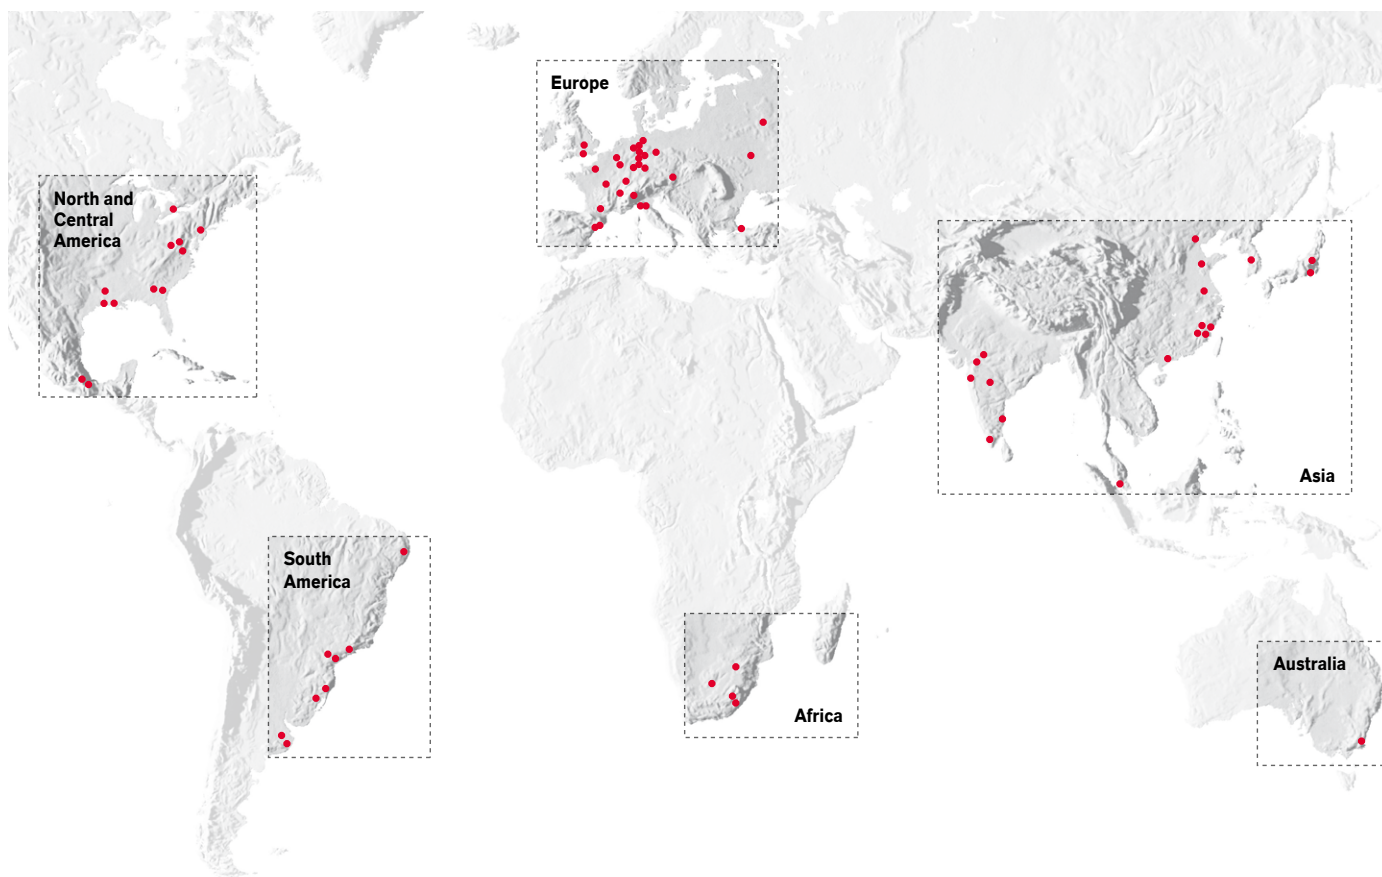 Europe
North and
Central
America
Asia
South
America
Australia
Africa